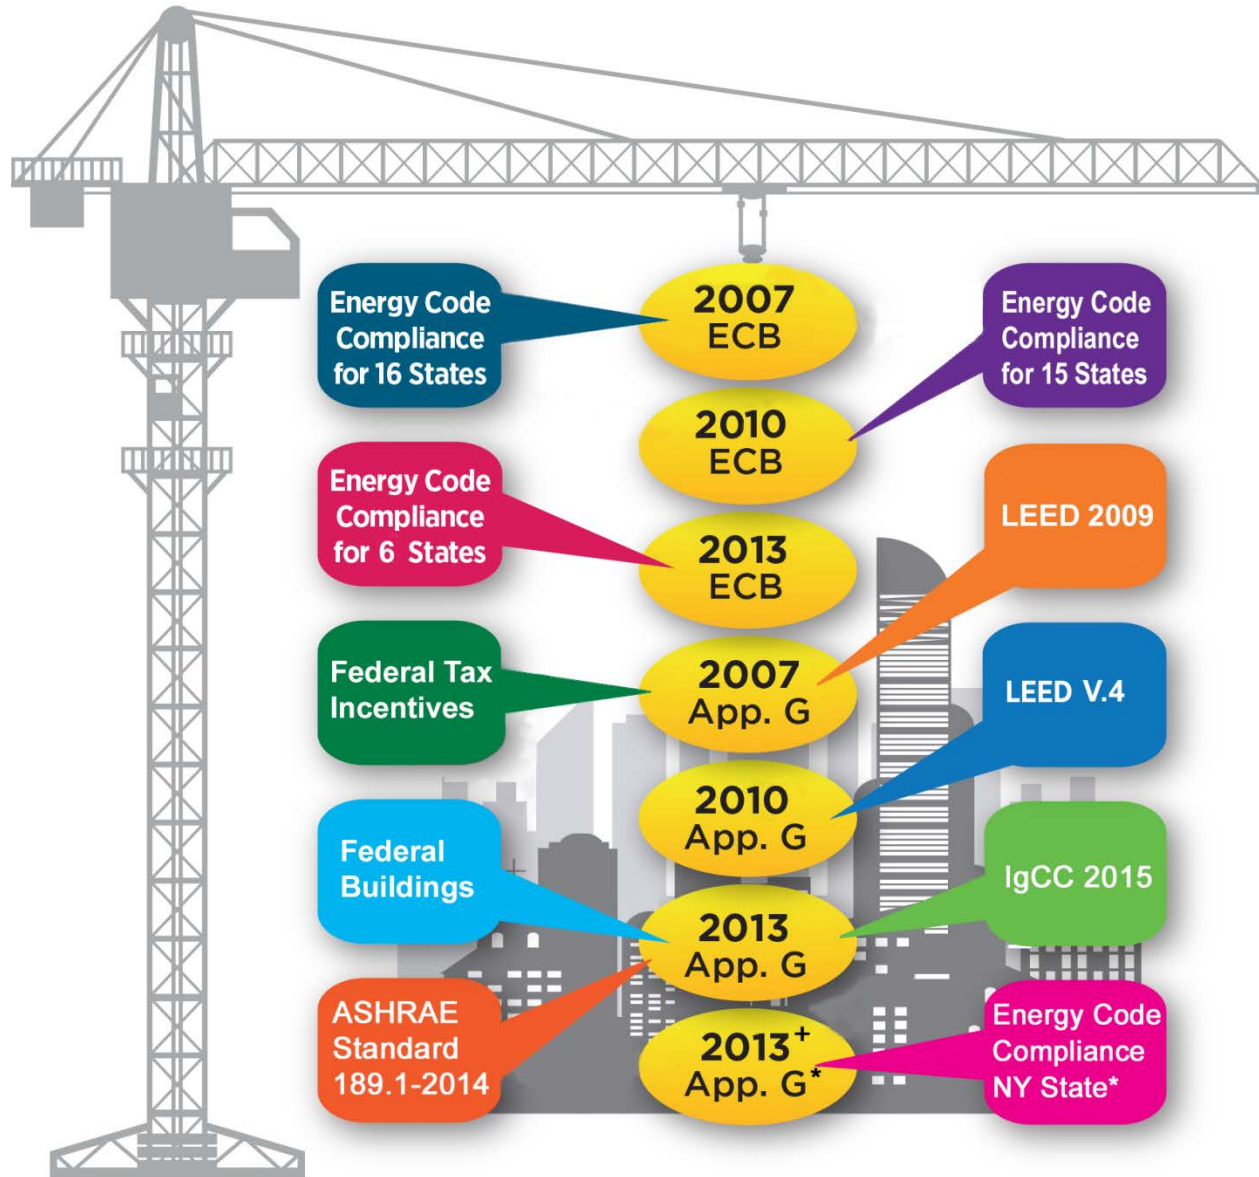 2007
ECB
Energy Code
Compliance
for 16 States
Energy Code
Compliance
for 15 States
2010
ECB
Energy Code
Compliance
for 6 States
LEED 2009
2013
ECB
Federal Tax
Incentives
2007
App. G
LEED V.4
2010
App. G
Federal
Buildings
IgCC 2015
2013
App. G
ASHRAE
Standard
189.1-2014
2013+
App. G*
Energy Code
Compliance
NY State*